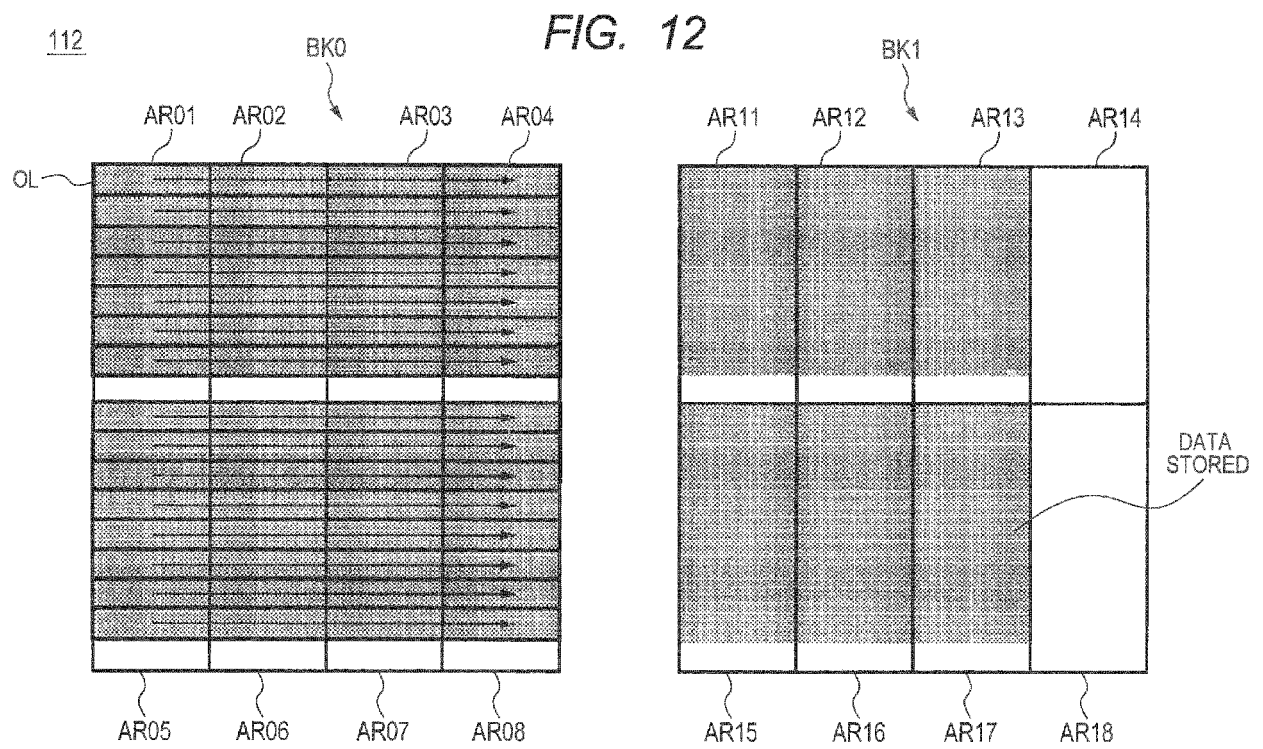 FIG. 12
112
BK0
BK1
AR01 AR02 AR03 AR04
AR11 AR12 AR13 AR14
OL
DATA
STORED
AR05 AR06 AR07 AR08
AR15 AR16 AR17 AR18